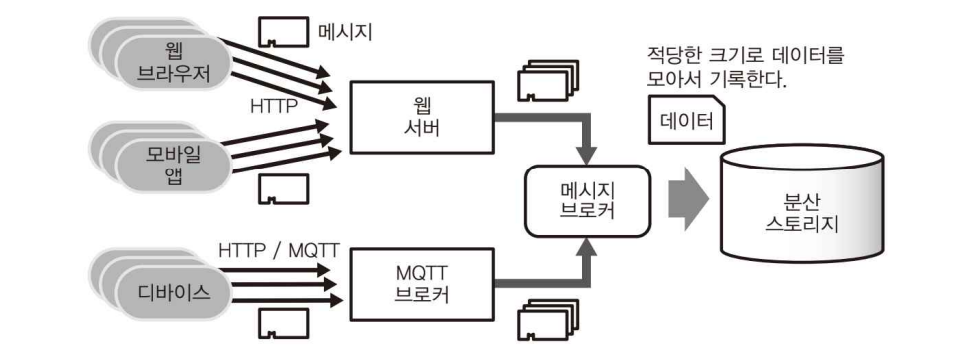 메시지
웹
브라우저
HTTP
모바일
앱
웹
서버
적당한 크기로 데이터를
모아서 기록한다.
데이터
메시지
브로커
분산
스토리지
HTTP / MQTT
디바이스
MQTT
브로커